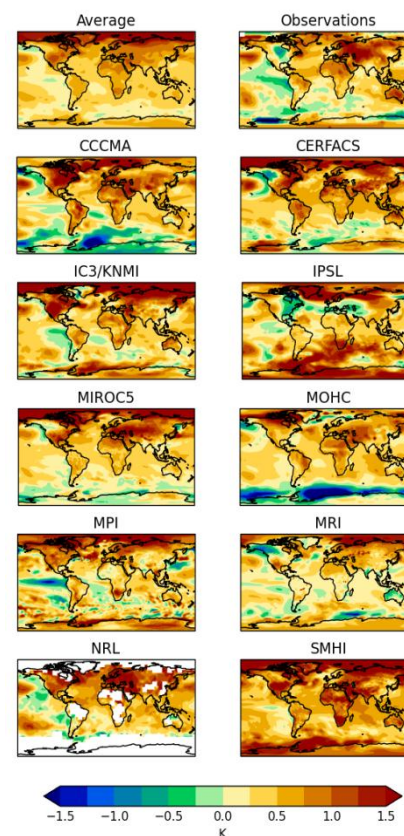 Average Observations
CCCMA CERFACS
IC3/KNMI IPSL
MIROC5 MOHC
MPI MRI
NRL SMHI
−1.5 −1.0 −0.5 0.0 0.5 1.0 1.5
K